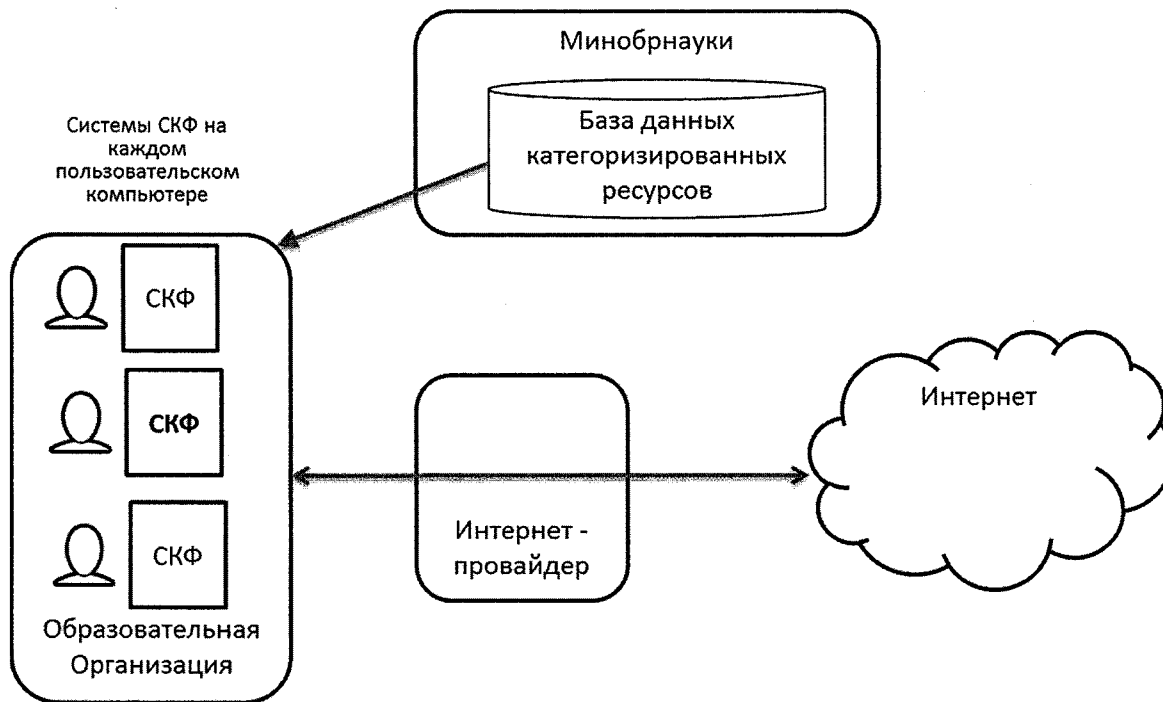 Минобрнауки
База данных
категоризированных
ресурсов
Системы СКФ на
каждом
пользовательском
компьютере
СКФ
СКФ
СКФ
Образовательная
Организация
Интернет -
провайдер
Интернет